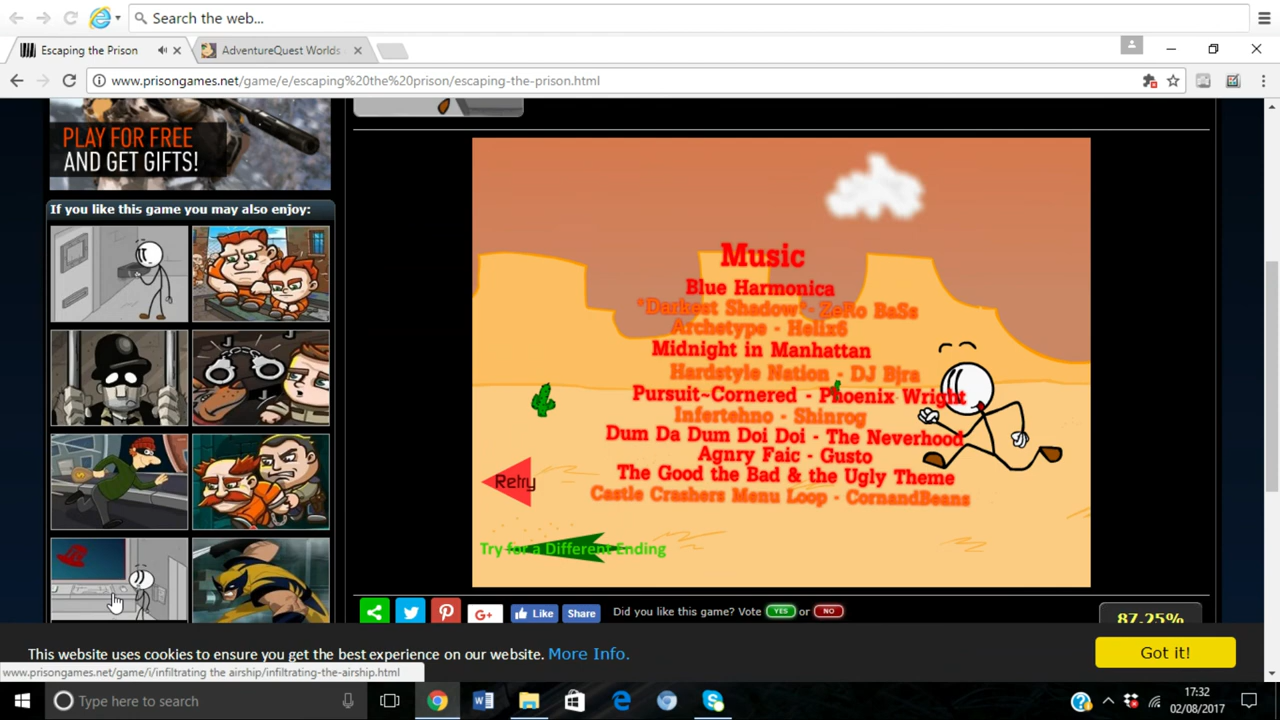 Search the web...
Escaping the Prison
AdventureQuest Worlds
www.prisongames.net/game/e/escaping%20the%20prison/escaping-the-prison.html
PLAY FOR FREE
AND GET GIFTS!
If you like this game you may also enjoy:
Music
Blue Harmonica
*Darkest Shadow*- ZeRo BaSs
Archetype - Helix6
Midnight in Manhattan
Hardstyle Nation - DJ Bjra
Pursuit~Cornered - Phoenix Wright
Infertehno - Shinrog
Dum Da Dum Doi Doi - The Neverhood
Agnry Faic - Gusto
The Good the Bad & the Ugly Theme
Castle Crashers Menu Loop - CornandBeans
Retry
Try for a Different Ending
G+ Like Share Did you like this game? Vote YES or NO
87.25%
This website uses cookies to ensure you get the best experience on our website. More Info.
Got it!
www.prisongames.net/game/i/infiltrating the airship/infiltrating-the-airship.html
Type here to search
17:32
02/08/2017